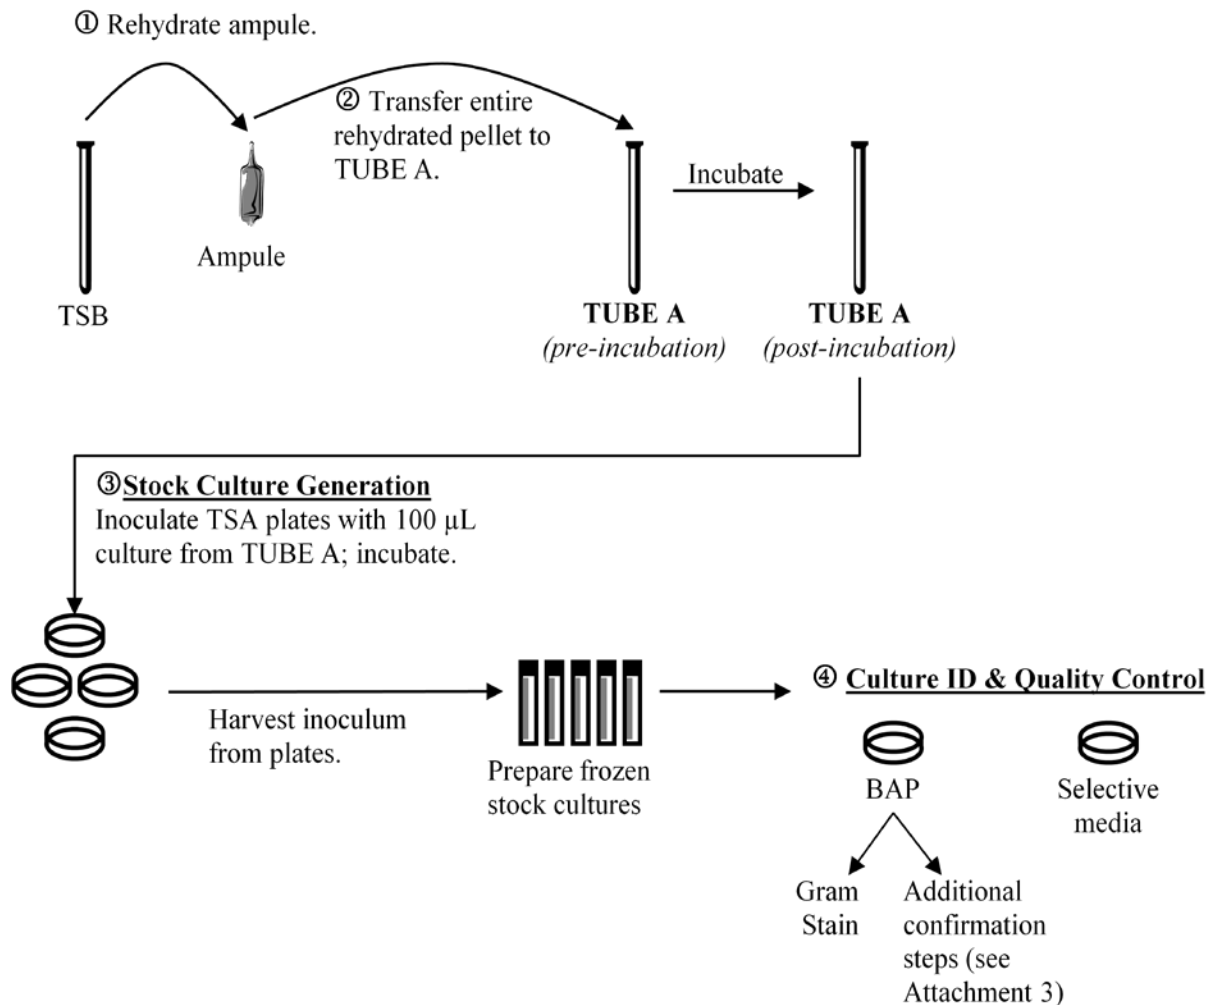 ① Rehydrate ampule.
② Transfer entire
rehydrated pellet to
TUBE A.
Incubate
TSB
Ampule
TUBE A
(pre-incubation)
TUBE A
(post-incubation)
③Stock Culture Generation
Inoculate TSA plates with 100 µL
culture from TUBE A; incubate.
Harvest inoculum
from plates.
Prepare frozen
stock cultures
④ Culture ID & Quality Control
BAP
Selective
media
Gram
Stain
Additional
confirmation
steps (see
Attachment 3)